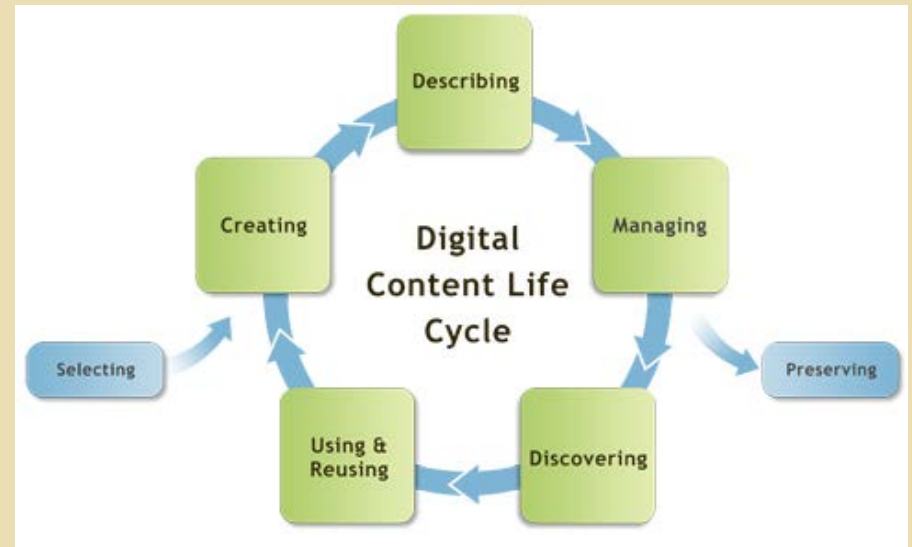 Describing
Creating
Managing
Digital
Content Life
Cycle
Selecting
Preserving
Using &
Reusing
Discovering